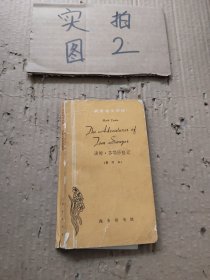 实拍
图2
Mark Twain
The Adventures of
Tom Sawyer
汤姆·索耶历险记
商务印书馆